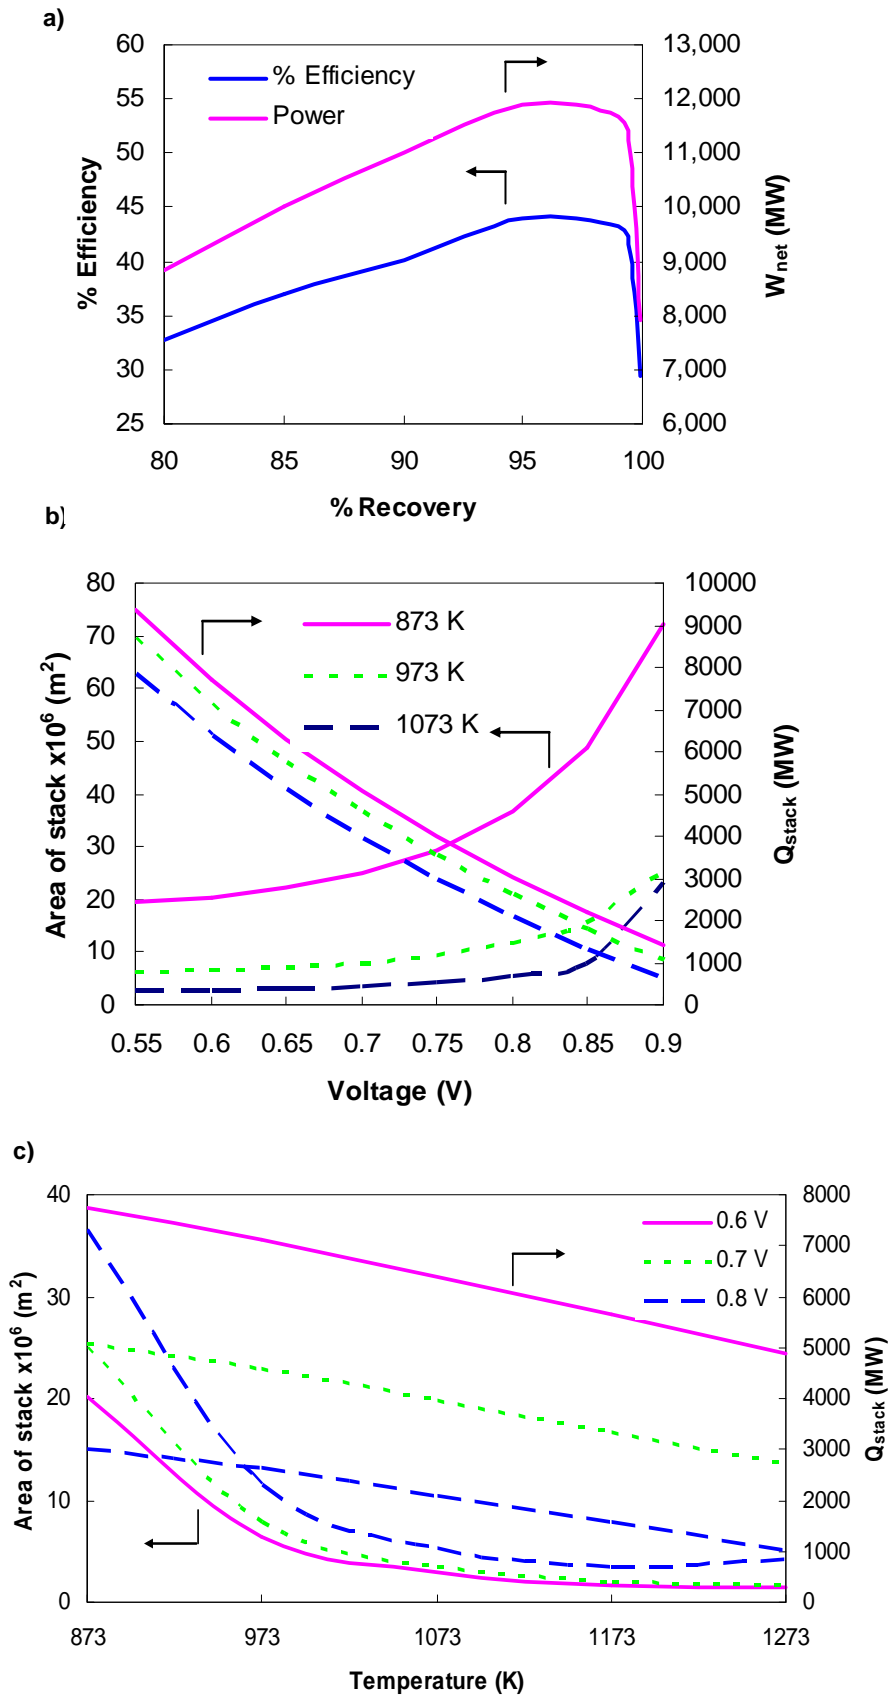 a)
60
55
50
45
40
35
30
25
% Efficiency
% Efficiency
Power
13,000
12,000
11,000
10,000
9,000
8,000
7,000
6,000
Wnet (MW)
80 85 90 95 100
% Recovery
b)
80
70
60
50
40
30
20
10
0
Area of stack x10⁶ (m²)
873 K
973 K
1073 K
10000
9000
8000
7000
6000
5000
4000
3000
2000
1000
0
Qstack (MW)
0.55 0.6 0.65 0.7 0.75 0.8 0.85 0.9
Voltage (V)
c)
40
30
20
10
0
Area of stack x10⁶ (m²)
0.6 V
0.7 V
0.8 V
8000
7000
6000
5000
4000
3000
2000
1000
0
Qstack (MW)
873 973 1073 1173 1273
Temperature (K)